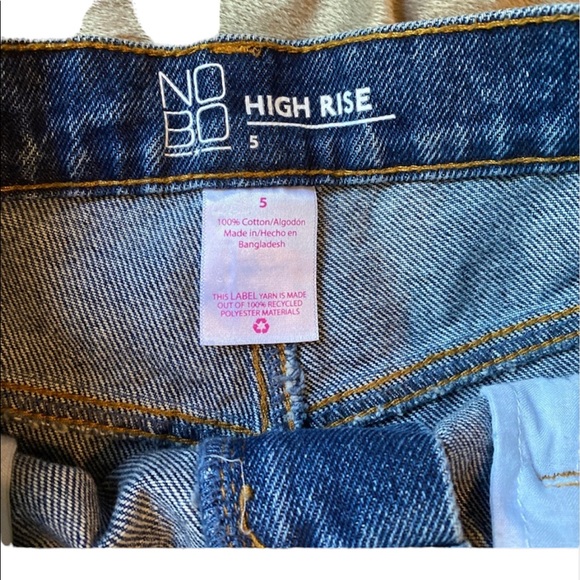 NO
BO
HIGH RISE
5
5
100% Cotton/Algodón
Made in/Hecho en
Bangladesh
THIS LABEL YARN IS MADE
OUT OF 100% RECYCLED
POLYESTER MATERIALS